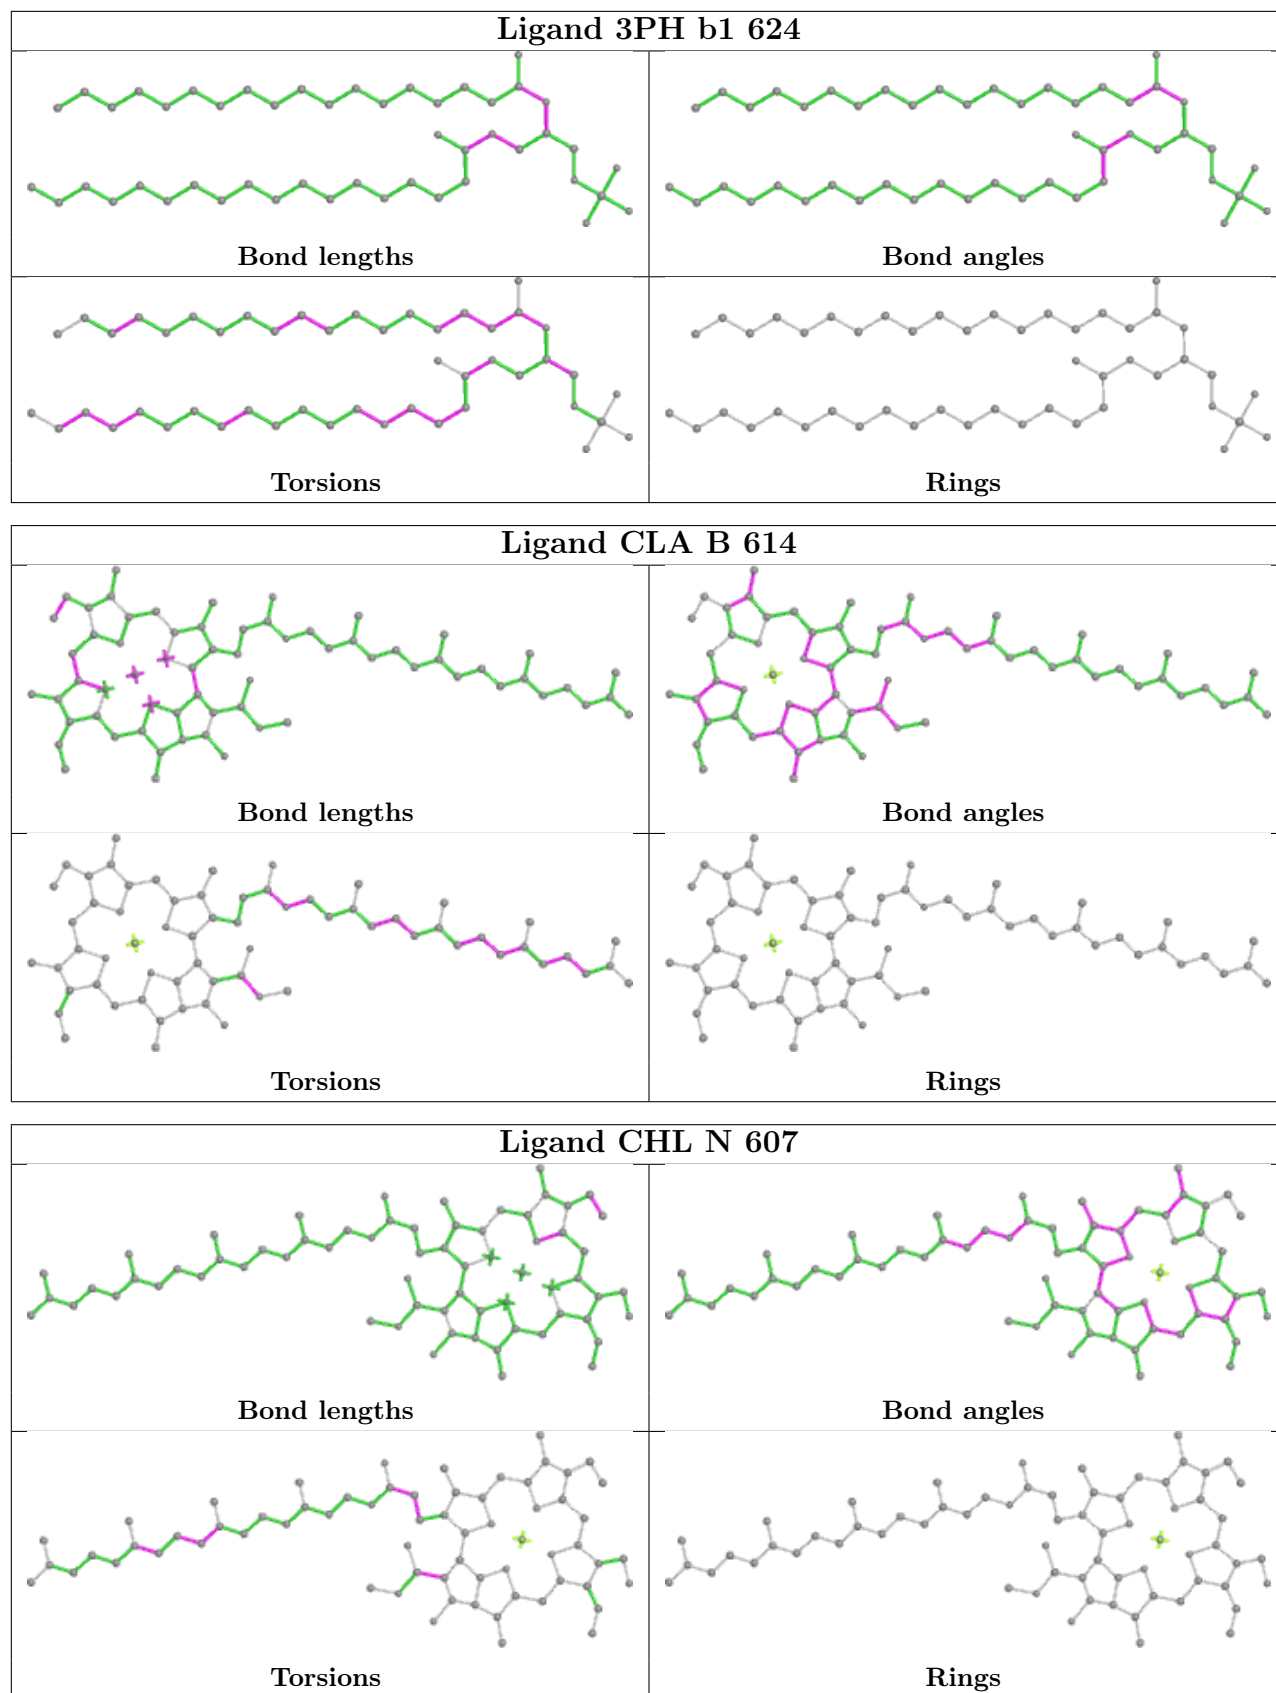 Ligand 3PH b1 624
Bond lengths
Bond angles
Torsions
Rings
Ligand CLA B 614
Bond lengths
Bond angles
Torsions
Rings
Ligand CHL N 607
Bond lengths
Bond angles
Torsions
Rings